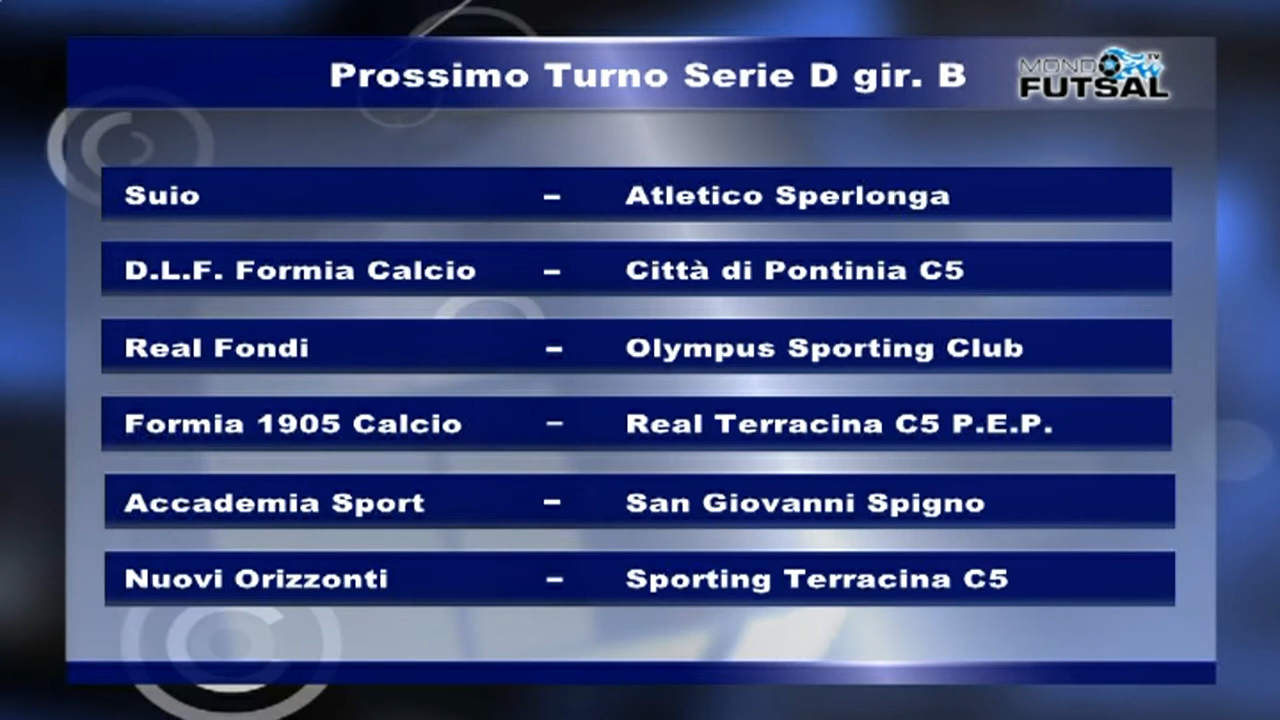 Prossimo Turno Serie D gir. B
MONDO TV
FUTSAL
Suio – Atletico Sperlonga
D.L.F. Formia Calcio – Città di Pontinia C5
Real Fondi – Olympus Sporting Club
Formia 1905 Calcio – Real Terracina C5 P.E.P.
Accademia Sport – San Giovanni Spigno
Nuovi Orizzonti – Sporting Terracina C5